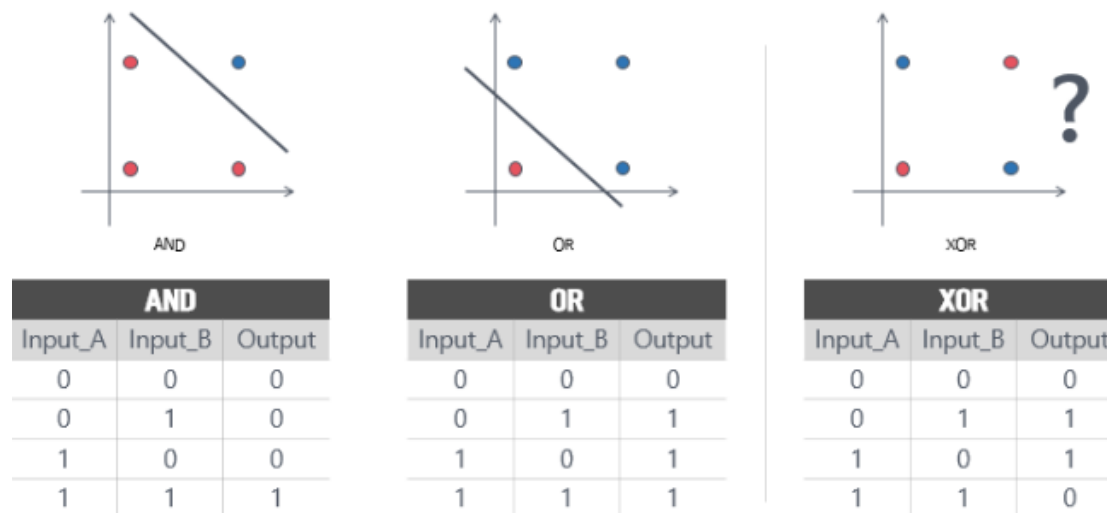 ?
AND
OR
XOR
AND
Input_A Input_B Output
0 0 0
0 1 0
1 0 0
1 1 1
OR
Input_A Input_B Output
0 0 0
0 1 1
1 0 1
1 1 1
XOR
Input_A Input_B Output
0 0 0
0 1 1
1 0 1
1 1 0